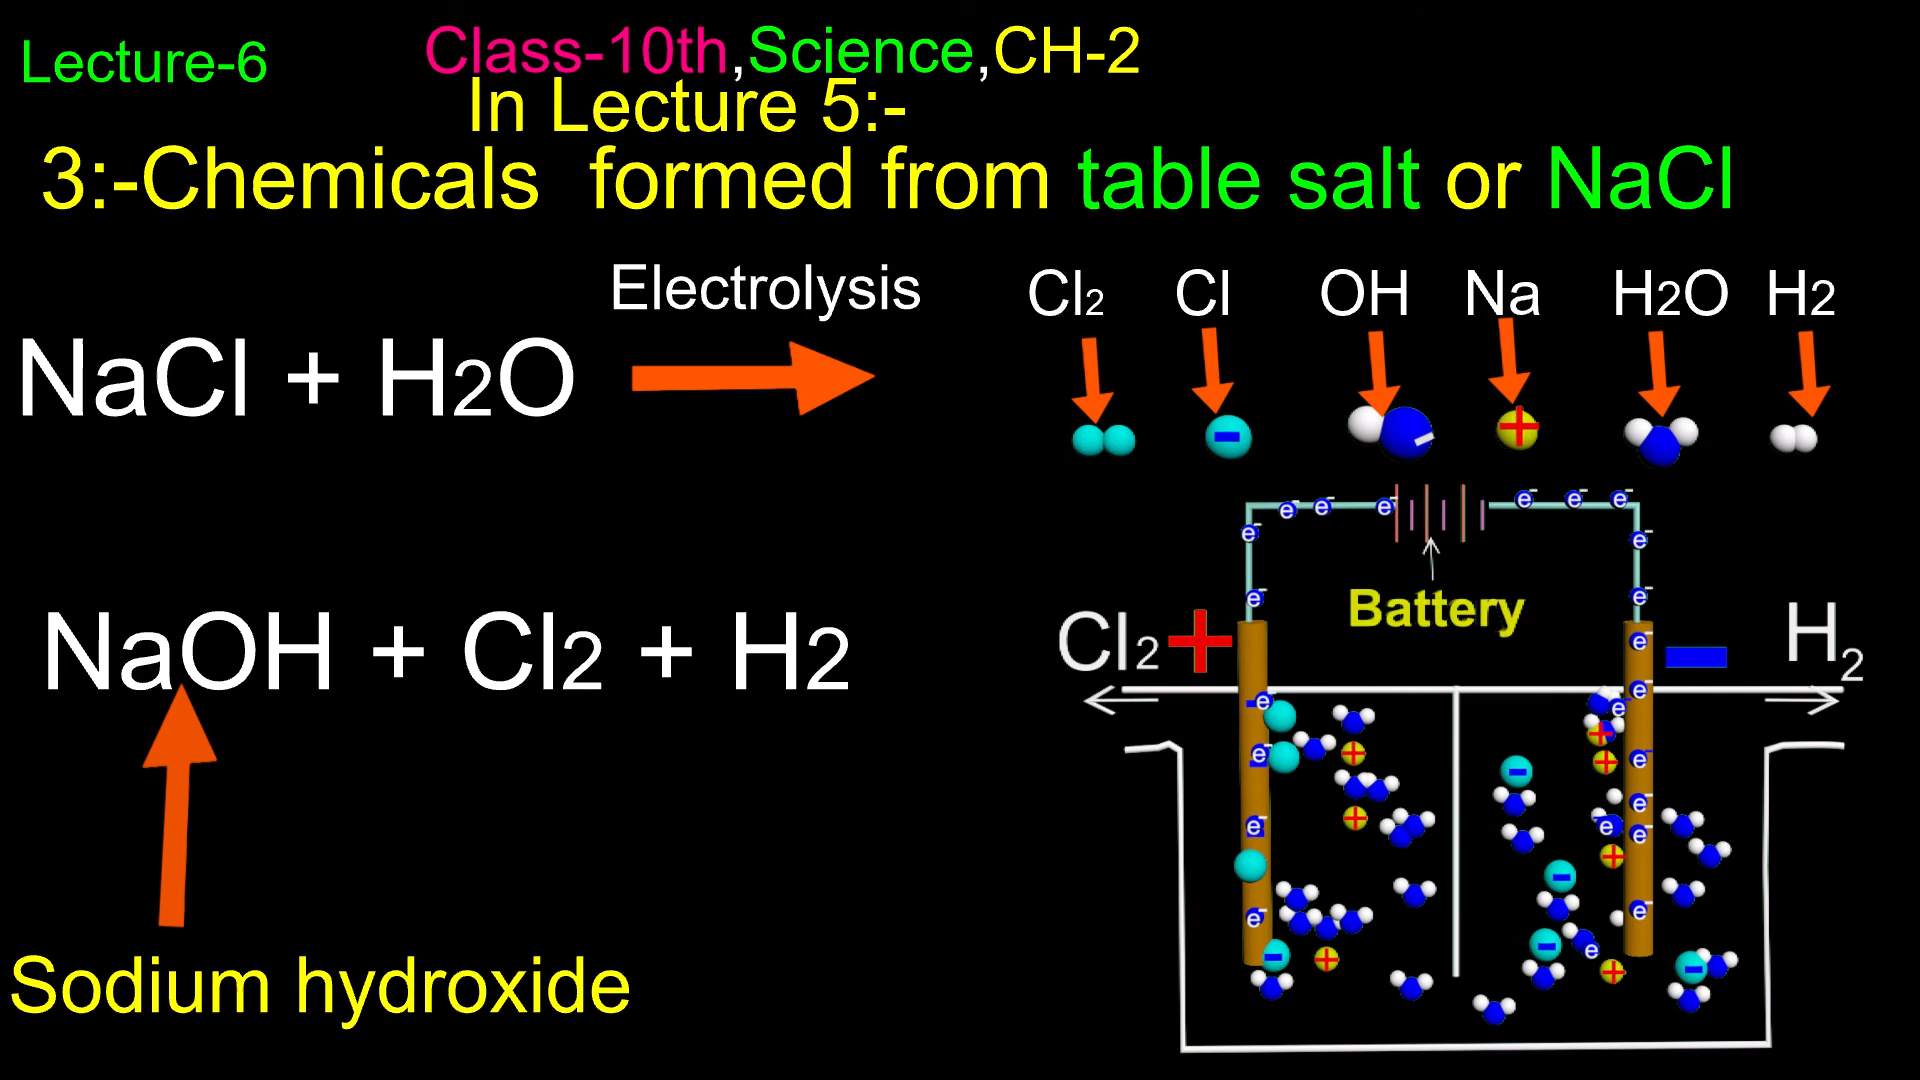 Lecture-6
Class-10th,Science,CH-2
In Lecture 5:-
3:-Chemicals formed from table salt or NaCl
Electrolysis
NaCl + H2O
Cl2 Cl OH Na H2O H2
- - + 
e- e- e- e- e- e-
e- e-
e- e-
Battery
Cl2 + - H2
NaOH + Cl2 + H2
Sodium hydroxide